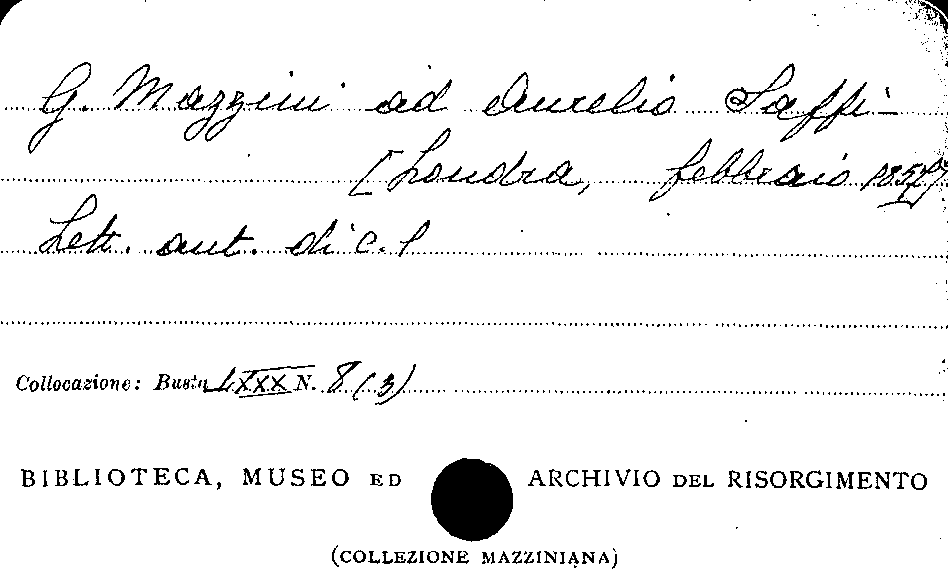 G. Mazzini ad Aurelio Saffi
[Londra, febbraio 1857]
Lett. aut. di c. 1
Collocazione: Busta LXXX N. 8 (3)
BIBLIOTECA, MUSEO ED ARCHIVIO DEL RISORGIMENTO
(COLLEZIONE MAZZINIANA)